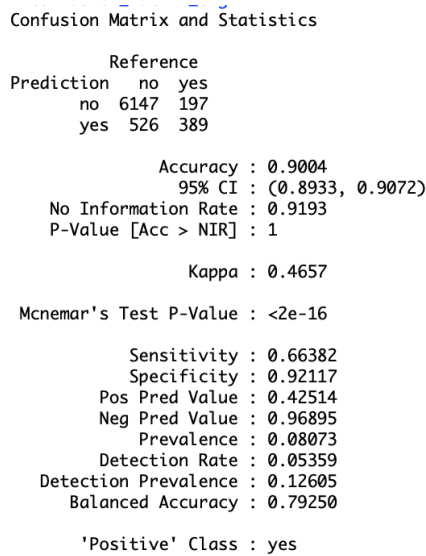 Confusion Matrix and Statistics
Reference
Prediction no yes
no 6147 197
yes 526 389
Accuracy : 0.9004
95% CI : (0.8933, 0.9072)
No Information Rate : 0.9193
P-Value [Acc > NIR] : 1
Kappa : 0.4657
Mcnemar's Test P-Value : <2e-16
Sensitivity : 0.66382
Specificity : 0.92117
Pos Pred Value : 0.42514
Neg Pred Value : 0.96895
Prevalence : 0.08073
Detection Rate : 0.05359
Detection Prevalence : 0.12605
Balanced Accuracy : 0.79250
'Positive' Class : yes